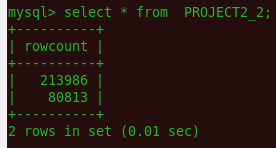 mysql> select * from  PROJECT2_2;
+----------+
| rowcount |
+----------+
|   213986 |
|    80813 |
+----------+
2 rows in set (0.01 sec)